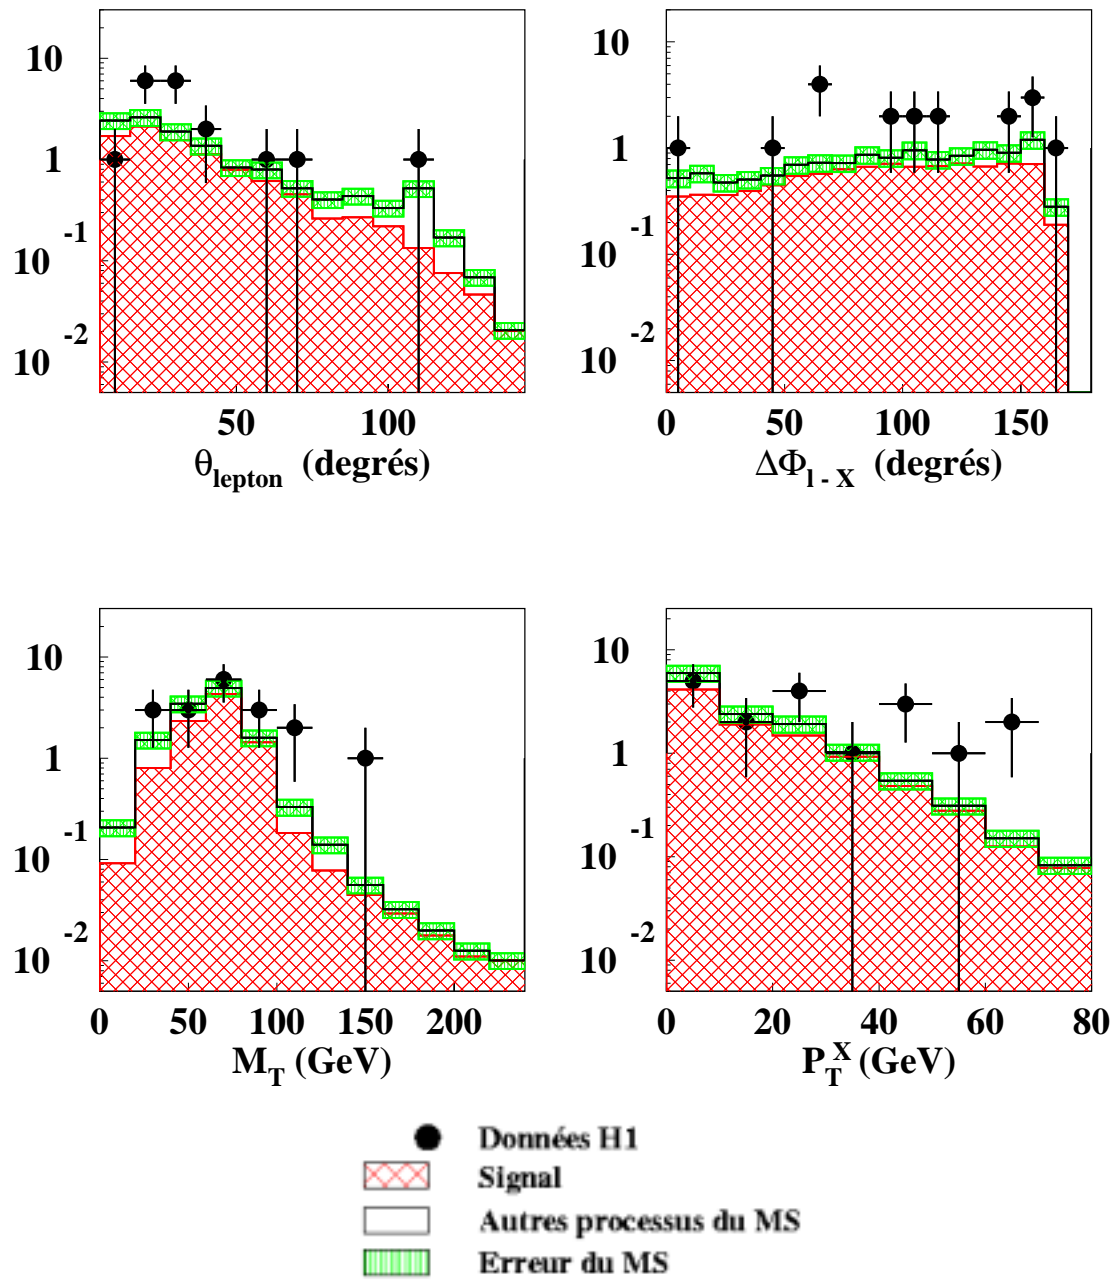 10
1
10 -1
10 -2
50 100
θlepton (degrés)
10
1
10 -1
10 -2
0 50 100 150
ΔΦl - X (degrés)
10
1
10 -1
10 -2
0 50 100 150 200
MT (GeV)
10
1
10 -1
10 -2
0 20 40 60 80
PTX (GeV)
Données H1
Signal
Autres processus du MS
Erreur du MS